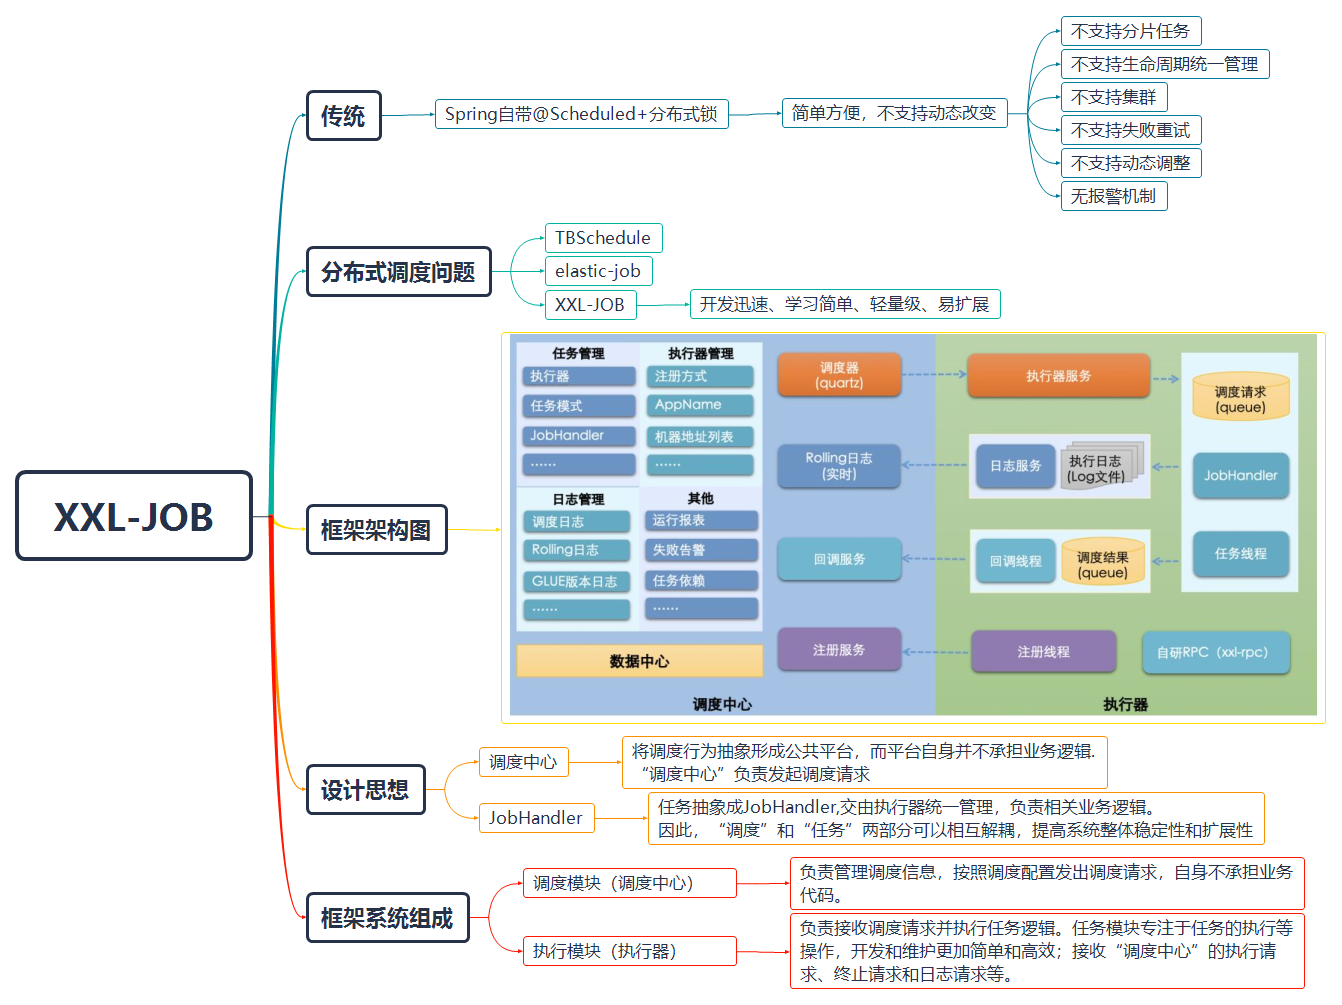 XXL-JOB
传统
Spring自带@Scheduled+分布式锁
简单方便，不支持动态改变
不支持分片任务
不支持生命周期统一管理
不支持集群
不支持失败重试
不支持动态调整
无报警机制
分布式调度问题
TBSchedule
elastic-job
XXL-JOB
开发迅速、学习简单、轻量级、易扩展
框架架构图
任务管理
执行器
任务模式
JobHandler
······
执行器管理
注册方式
AppName
机器地址列表
······
日志管理
调度日志
Rolling日志
GLUE版本日志
······
其他
运行报表
失败告警
任务依赖
······
数据中心
调度器
(quartz)
Rolling日志
(实时)
回调服务
注册服务
调度中心
执行器服务
日志服务
执行日志
(Log文件)
回调线程
调度结果
(queue)
注册线程
调度请求
(queue)
JobHandler
任务线程
自研RPC（xxl-rpc）
执行器
设计思想
调度中心
将调度行为抽象形成公共平台，而平台自身并不承担业务逻辑.
“调度中心”负责发起调度请求
JobHandler
任务抽象成JobHandler,交由执行器统一管理，负责相关业务逻辑。
因此，“调度”和“任务”两部分可以相互解耦，提高系统整体稳定性和扩展性
框架系统组成
调度模块（调度中心）
负责管理调度信息，按照调度配置发出调度请求，自身不承担业务
代码。
执行模块（执行器）
负责接收调度请求并执行任务逻辑。任务模块专注于任务的执行等
操作，开发和维护更加简单和高效；接收“调度中心”的执行请
求、终止请求和日志请求等。